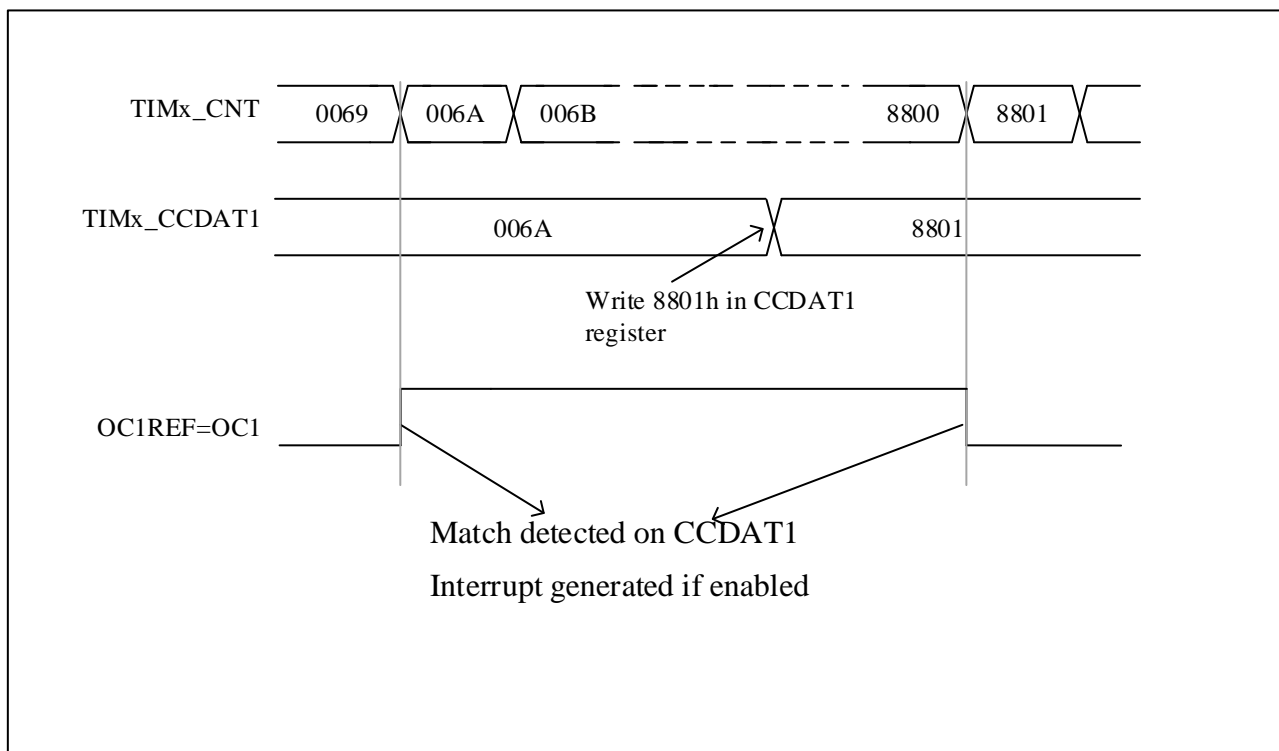 TIMx_CNT 0069 006A 006B 8800 8801
TIMx_CCDAT1 006A 8801
Write 8801h in CCDAT1
register
OC1REF=OC1
Match detected on CCDAT1
Interrupt generated if enabled